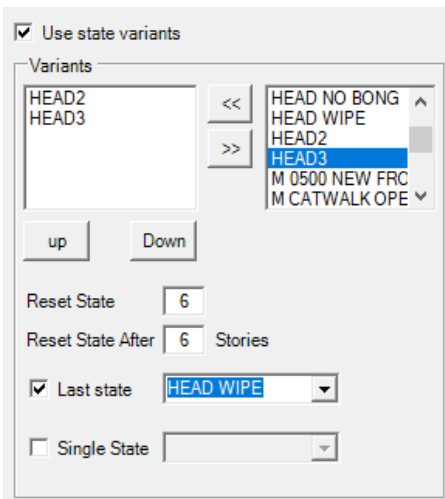 Use state variants
Variants
HEAD2
HEAD3
<<
>>
HEAD NO BONG
HEAD WIPE
HEAD2
HEAD3
M 0500 NEW FRO
M CATWALK OPE
up
Down
Reset State 6
Reset State After 6 Stories
Last state HEAD WIPE
Single State